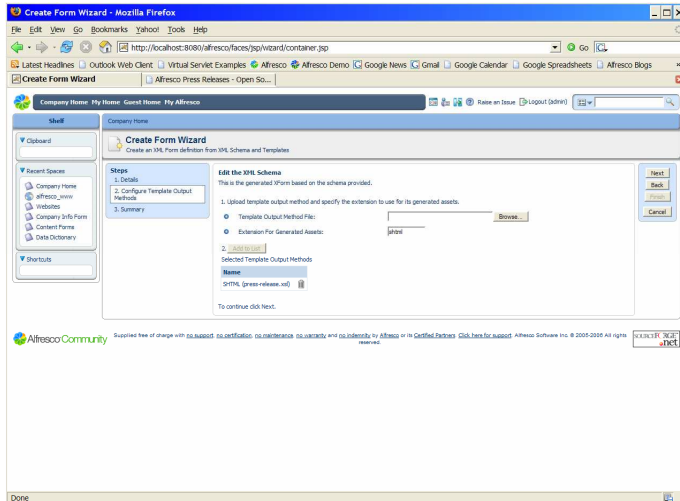 Create Form Wizard - Mozilla Firefox
File Edit View Go Bookmarks Yahoo! Tools Help
http://localhost:8080/alfresco/faces/jsp/wizard/container.jsp
Go
Latest Headlines Outlook Web Client Virtual Servlet Examples Alfresco Alfresco Demo Google News Gmail Google Calendar Google Spreadsheets Alfresco Blogs
Create Form Wizard
Alfresco Press Releases - Open So...
Company Home My Home Guest Home My Alfresco
Raise an Issue Logout (admin)
Shelf
Company Home
Clipboard
Create Form Wizard
Create an XML Form definition from XML Schema and Templates
Recent Spaces
Company Home
alfresco_www
Websites
Company Info Form
Content Forms
Data Dictionary
Shortcuts
Steps
1. Details
2. Configure Template Output Methods
3. Summary
Edit the XML Schema
This is the generated XForm based on the schema provided.
1. Upload template output method and specify the extension to use for its generated assets.
Template Output Method File:
Browse...
Extension For Generated Assets:
shtml
2. Add to List
Selected Template Output Methods
Name
SHTML (press-release.xsl)
To continue click Next.
Next
Back
Finish
Cancel
Alfresco Community
Supplied free of charge with no support, no certification, no maintenance, no warranty and no indemnity by Alfresco or its Certified Partners. Click here for support. Alfresco Software Inc. © 2005-2006 All rights
reserved.
SOURCEFORGE
.net
Done